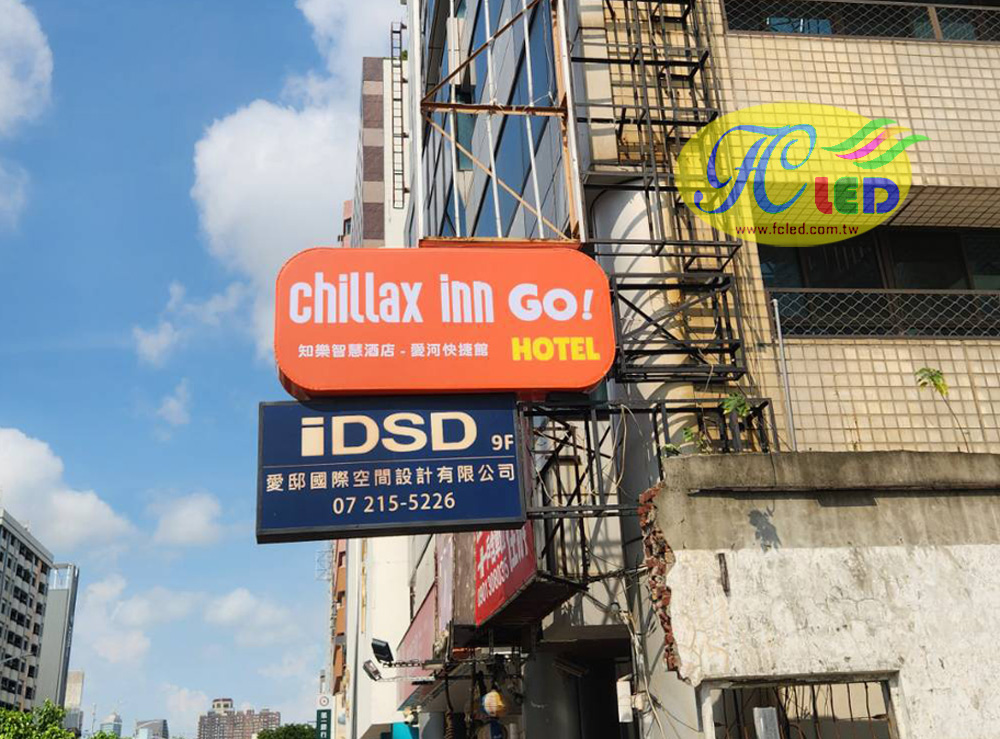 FC LED
www.fcled.com.tw
chillax inn GO!
知樂智慧酒店 - 愛河快捷館 HOTEL
iDSD 9F
愛邸國際空間設計有限公司
07 215-5226